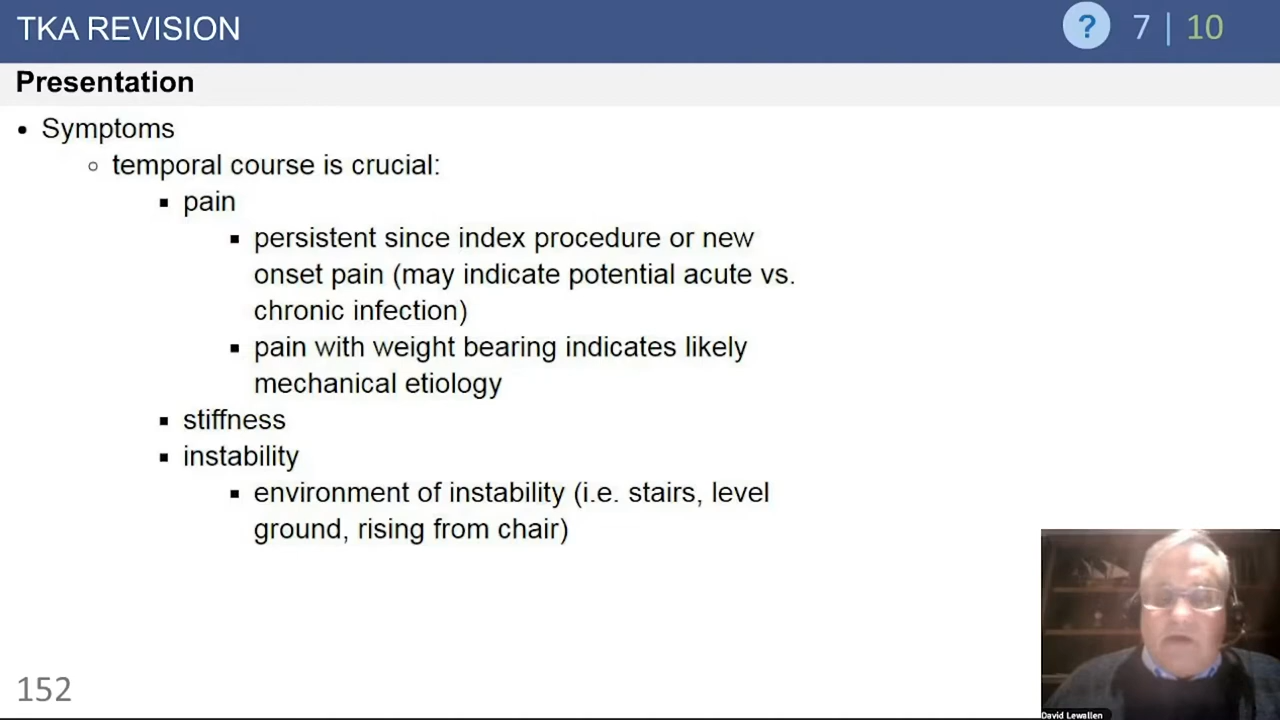 TKA REVISION
? 7 | 10
Presentation
• Symptoms
○ temporal course is crucial:
▪ pain
▪ persistent since index procedure or new
onset pain (may indicate potential acute vs.
chronic infection)
▪ pain with weight bearing indicates likely
mechanical etiology
▪ stiffness
▪ instability
▪ environment of instability (i.e. stairs, level
ground, rising from chair)
152
David Lewallen